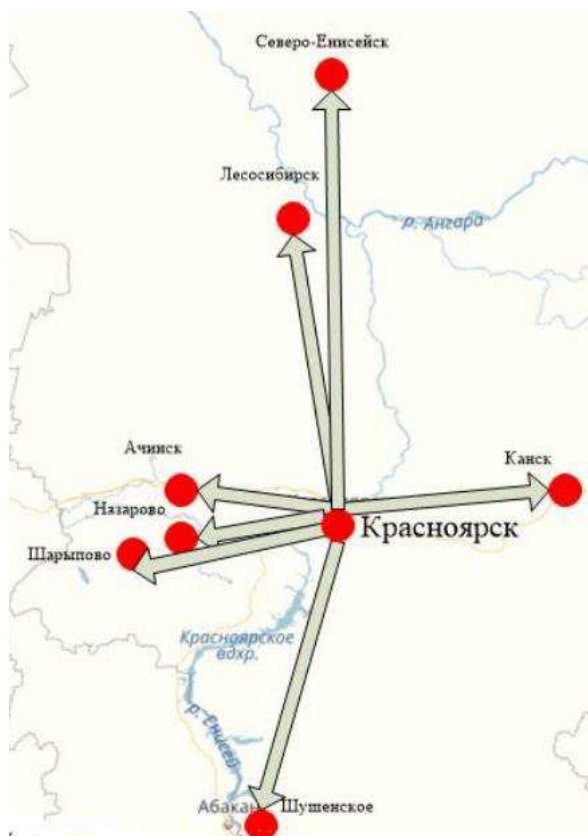 Северо-Енисейск
Лесосибирск
р. Ангара
Ачинск
Канск
Назарово
Красноярск
Шарыпово
Красноярское
вдхр.
р. Енисей
Абакан
Шушенское